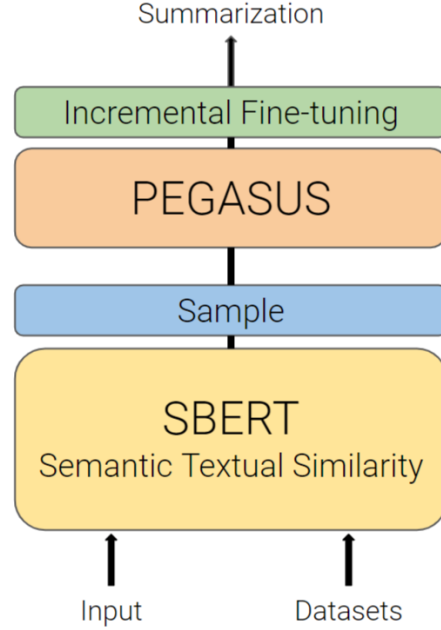 Summarization
Incremental Fine-tuning
PEGASUS
Sample
SBERT
Semantic Textual Similarity
Input Datasets